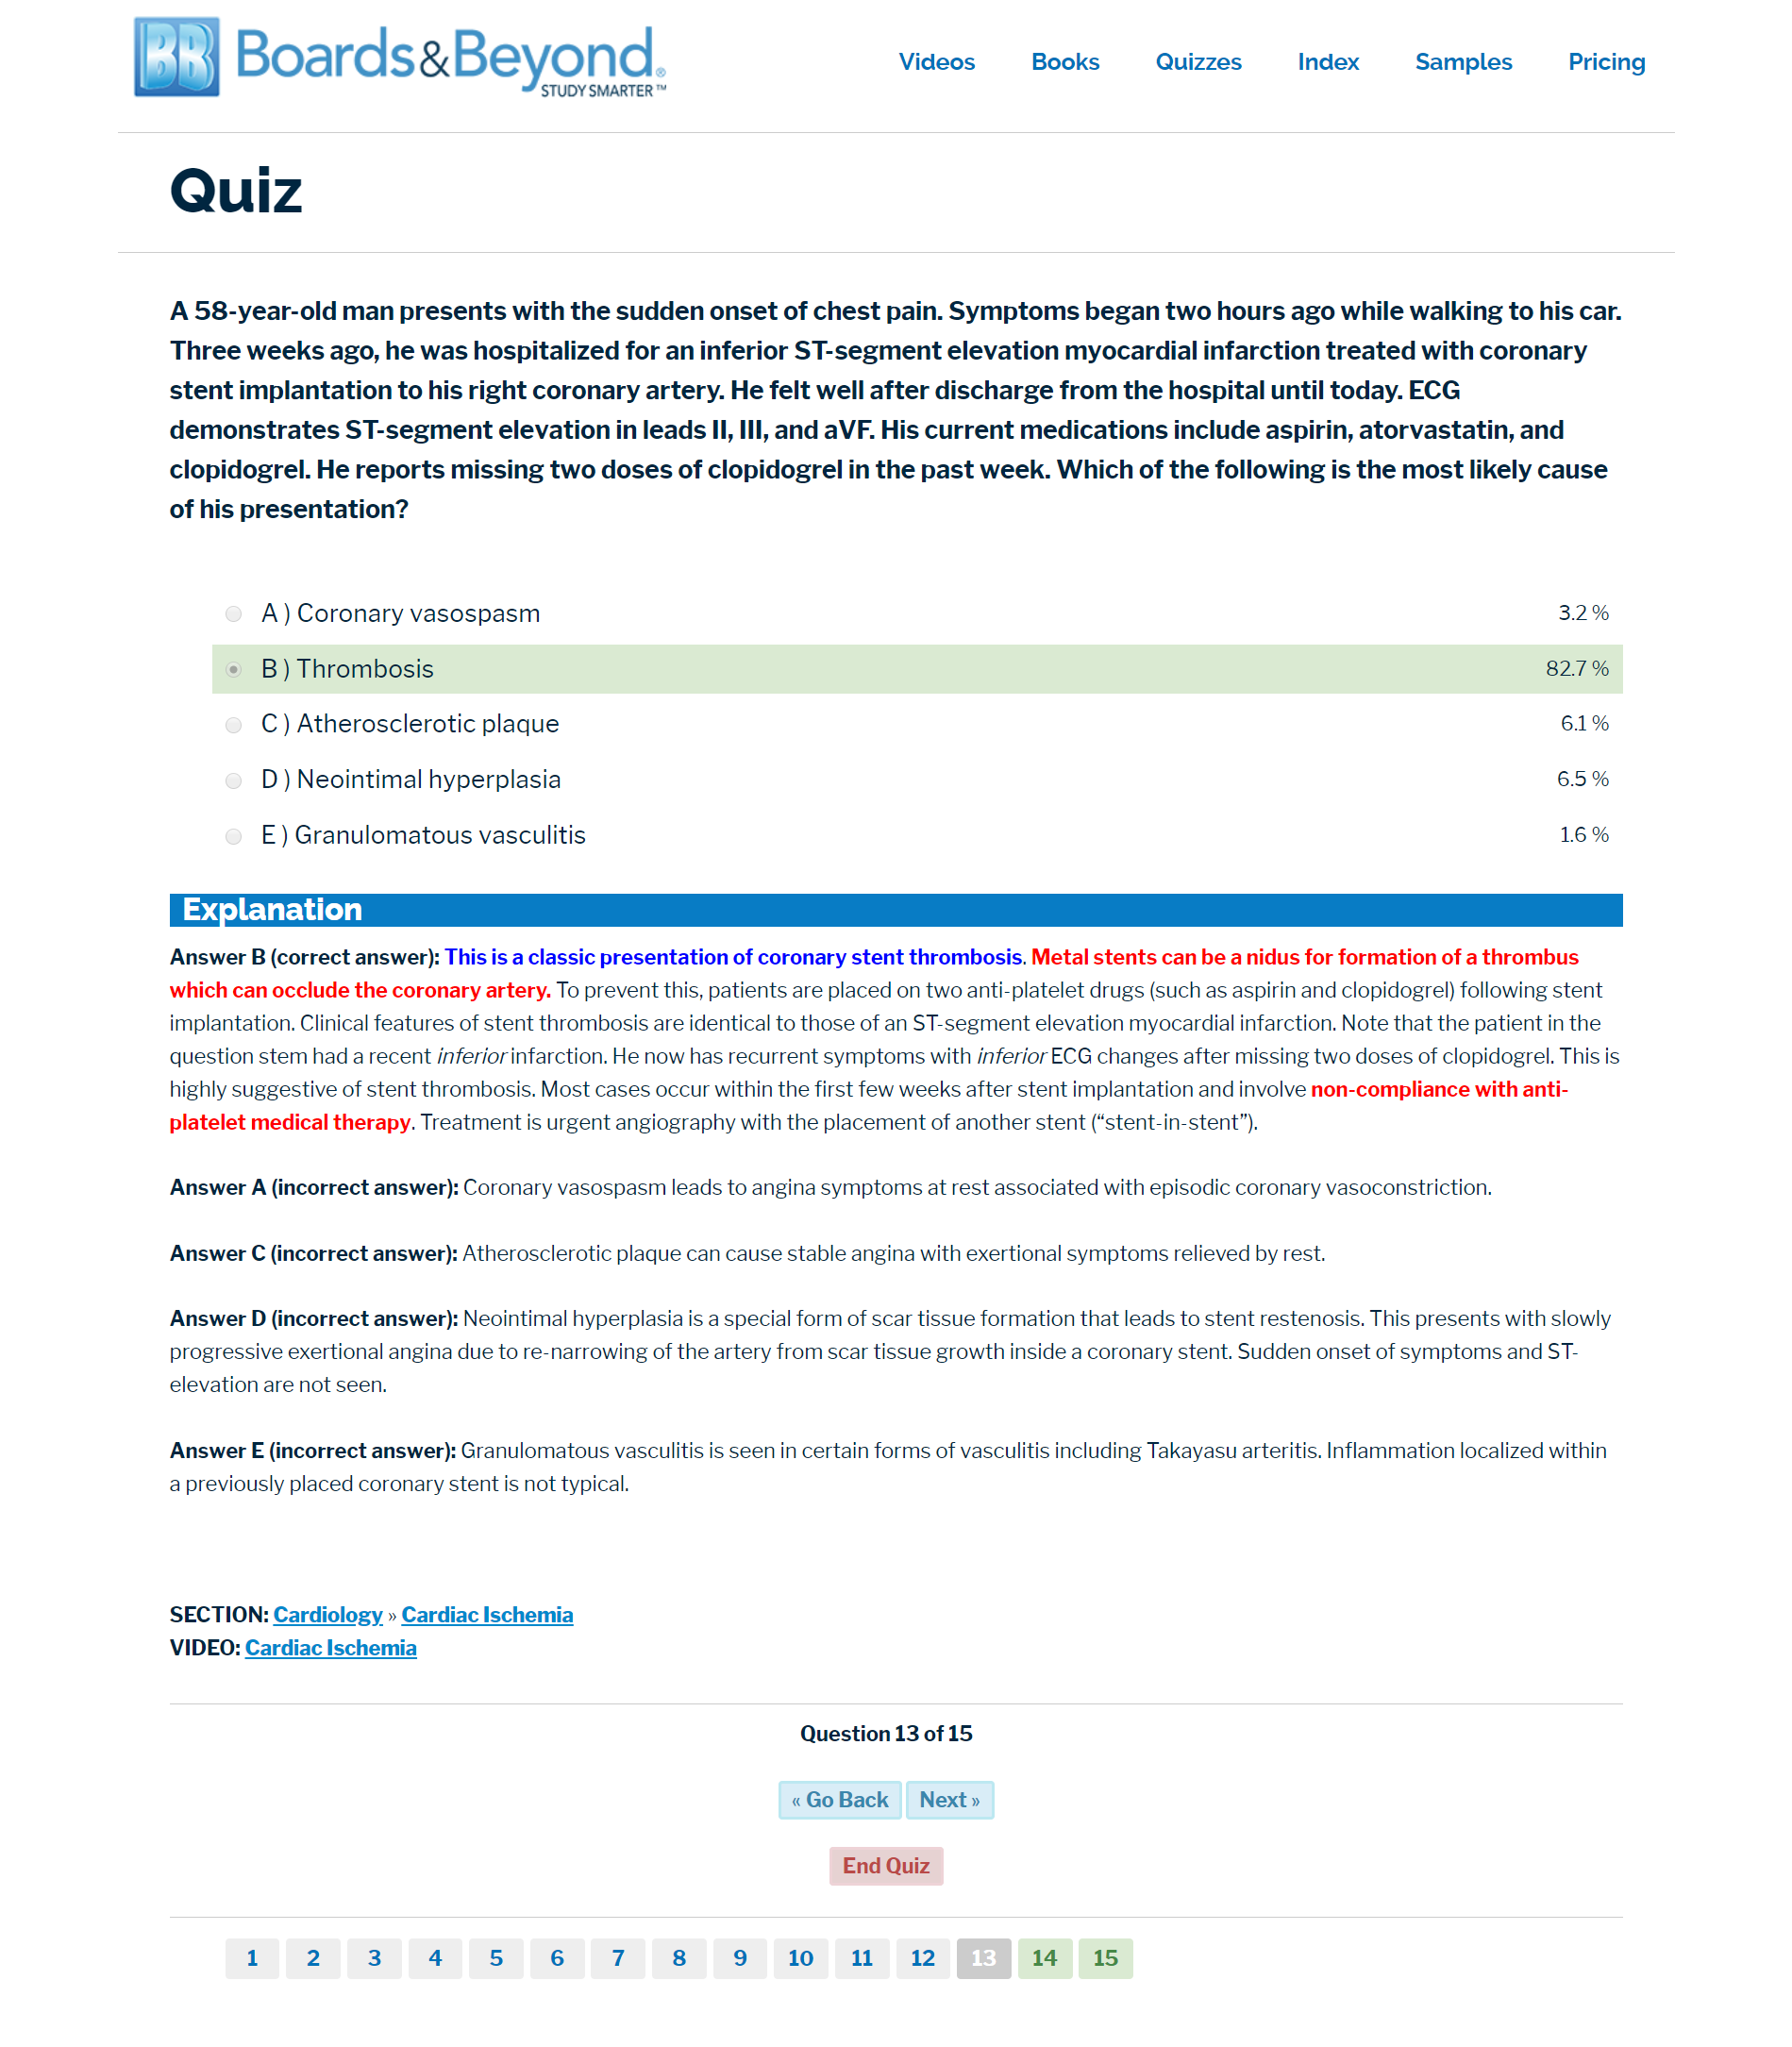 BB Boards&Beyond®
STUDY SMARTER™
Videos Books Quizzes Index Samples Pricing
Quiz
A 58-year-old man presents with the sudden onset of chest pain. Symptoms began two hours ago while walking to his car.
Three weeks ago, he was hospitalized for an inferior ST-segment elevation myocardial infarction treated with coronary
stent implantation to his right coronary artery. He felt well after discharge from the hospital until today. ECG
demonstrates ST-segment elevation in leads II, III, and aVF. His current medications include aspirin, atorvastatin, and
clopidogrel. He reports missing two doses of clopidogrel in the past week. Which of the following is the most likely cause
of his presentation?
A ) Coronary vasospasm 3.2 %
B ) Thrombosis 82.7 %
C ) Atherosclerotic plaque 6.1 %
D ) Neointimal hyperplasia 6.5 %
E ) Granulomatous vasculitis 1.6 %
Explanation
Answer B (correct answer): This is a classic presentation of coronary stent thrombosis. Metal stents can be a nidus for formation of a thrombus
which can occlude the coronary artery. To prevent this, patients are placed on two anti-platelet drugs (such as aspirin and clopidogrel) following stent
implantation. Clinical features of stent thrombosis are identical to those of an ST-segment elevation myocardial infarction. Note that the patient in the
question stem had a recent inferior infarction. He now has recurrent symptoms with inferior ECG changes after missing two doses of clopidogrel. This is
highly suggestive of stent thrombosis. Most cases occur within the first few weeks after stent implantation and involve non-compliance with anti-
platelet medical therapy. Treatment is urgent angiography with the placement of another stent (“stent-in-stent”).
Answer A (incorrect answer): Coronary vasospasm leads to angina symptoms at rest associated with episodic coronary vasoconstriction.
Answer C (incorrect answer): Atherosclerotic plaque can cause stable angina with exertional symptoms relieved by rest.
Answer D (incorrect answer): Neointimal hyperplasia is a special form of scar tissue formation that leads to stent restenosis. This presents with slowly
progressive exertional angina due to re-narrowing of the artery from scar tissue growth inside a coronary stent. Sudden onset of symptoms and ST-
elevation are not seen.
Answer E (incorrect answer): Granulomatous vasculitis is seen in certain forms of vasculitis including Takayasu arteritis. Inflammation localized within
a previously placed coronary stent is not typical.
SECTION: Cardiology » Cardiac Ischemia
VIDEO: Cardiac Ischemia
Question 13 of 15
« Go Back Next »
End Quiz
1 2 3 4 5 6 7 8 9 10 11 12 13 14 15